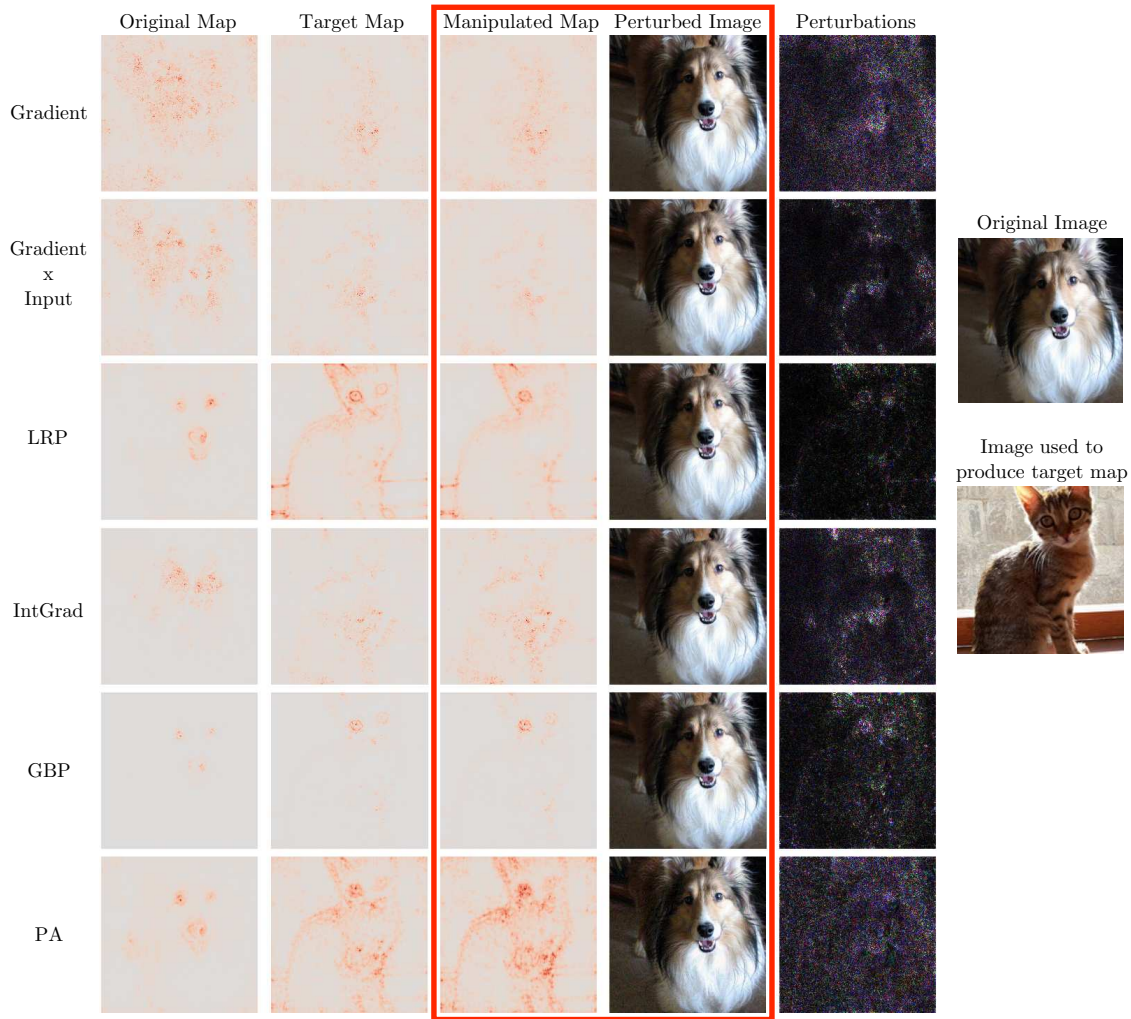 Original Map
Target Map
Manipulated Map
Perturbed Image
Perturbations
Gradient
Gradient
x
Input
LRP
IntGrad
GBP
PA
Original Image
Image used to
produce target map